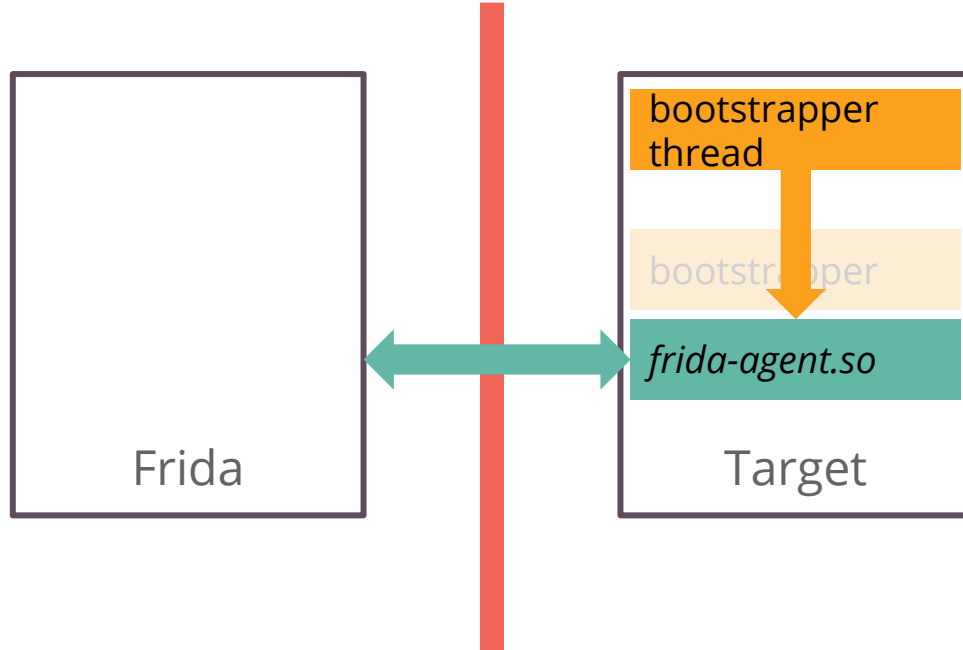 bootstrapper
thread
bootstrapper
frida-agent.so
Frida
Target